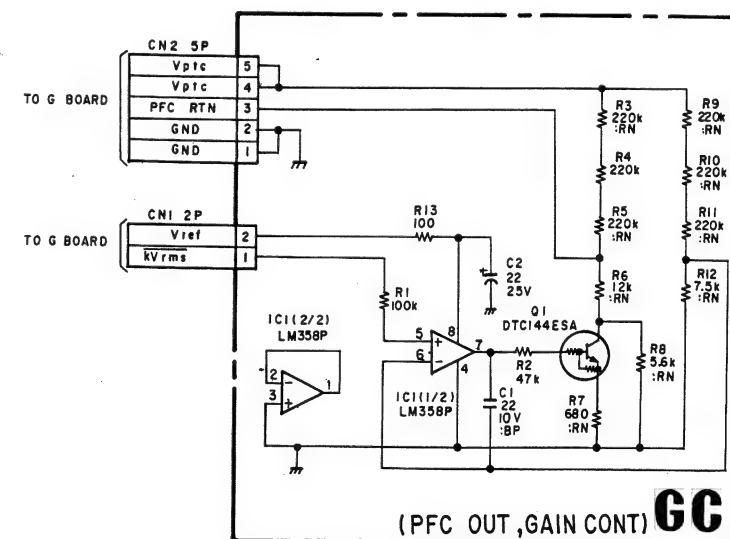 CN2 5P
Vptc 5
Vptc 4
PFC RTN 3
GND 2
GND 1
TO G BOARD
CN1 2P
Vref 2
kVrms 1
TO G BOARD
R3
220k
:RN
R9
220k
:RN
R4
220k
R10
220k
:RN
R5
220k
:RN
R11
220k
:RN
R13
100
R6
12k
:RN
R12
7.5k
:RN
C2
22
25V
+
R1
100k
Q1
DTC144ESA
IC1(2/2)
LM358P
2
3
1
-
+
5
6
8
7
4
+
-
R2
47k
R8
5.6k
:RN
IC1(1/2)
LM358P
C1
22
10V
:BP
R7
680
:RN
(PFC OUT,GAIN CONT) GC